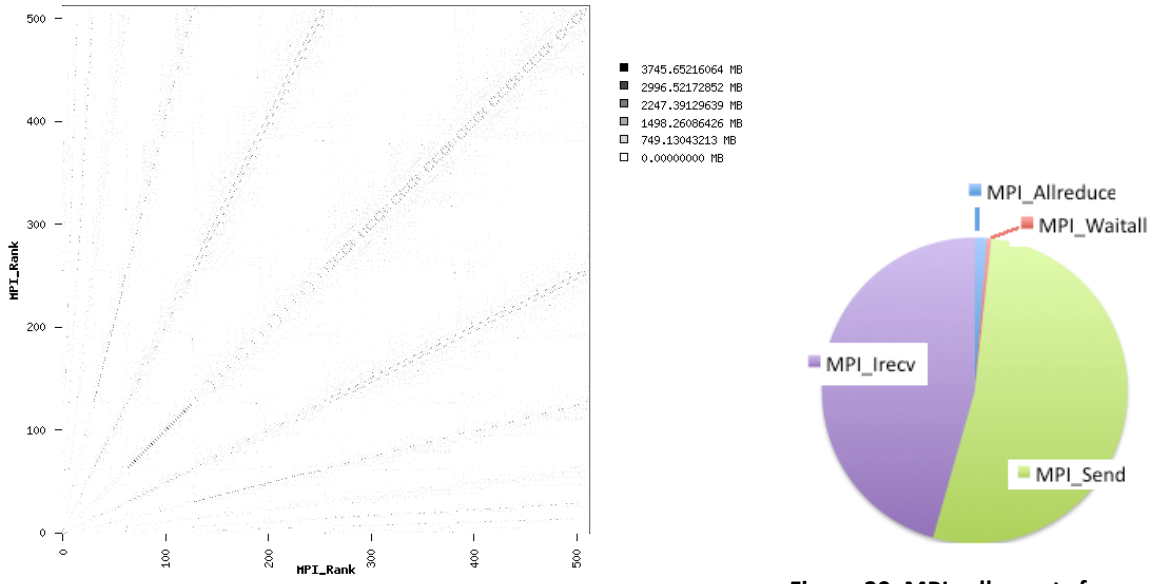 500
400
300
200
100
0
MPI_Rank
0
100
200
300
400
500
MPI_Rank
3745.65216064 MB
2996.52172852 MB
2247.39129639 MB
1498.26086426 MB
749.13043213 MB
0.00000000 MB
MPI_Allreduce
MPI_Waitall
MPI_Irecv
MPI_Send